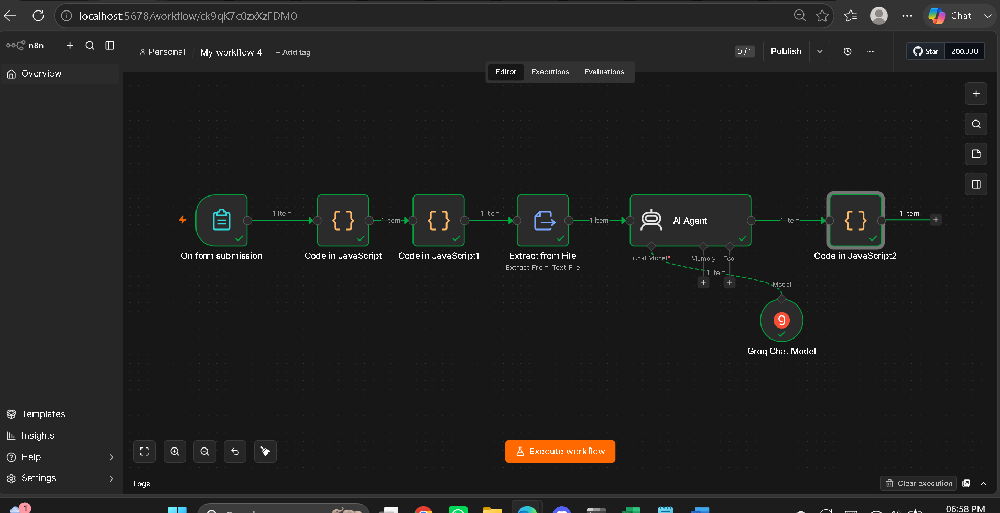 localhost:5678/workflow/ck9qK7c0zxXzFDM0
Chat
n8n
Personal / My workflow 4 + Add tag
0 / 1
Publish
Star 200,338
Overview
Editor Executions Evaluations
1 item
1 item
1 item
1 item
1 item
1 item
AI Agent
On form submission
Code in JavaScript
Code in JavaScript1
Extract from File
Extract From Text File
Chat Model*
Memory
Tool
Code in JavaScript2
1 item
Model
9
Groq Chat Model
Templates
Insights
Help
Settings
Execute workflow
Logs
Clear execution
1
06:58 PM